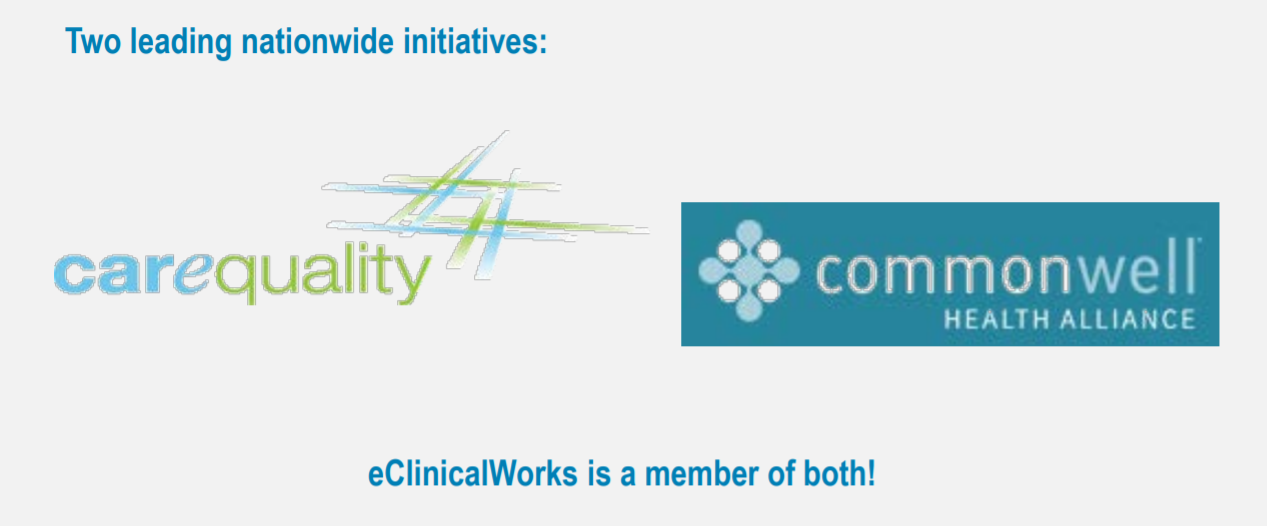 Two leading nationwide initiatives:
carequality
commonwell
HEALTH ALLIANCE
eClinicalWorks is a member of both!